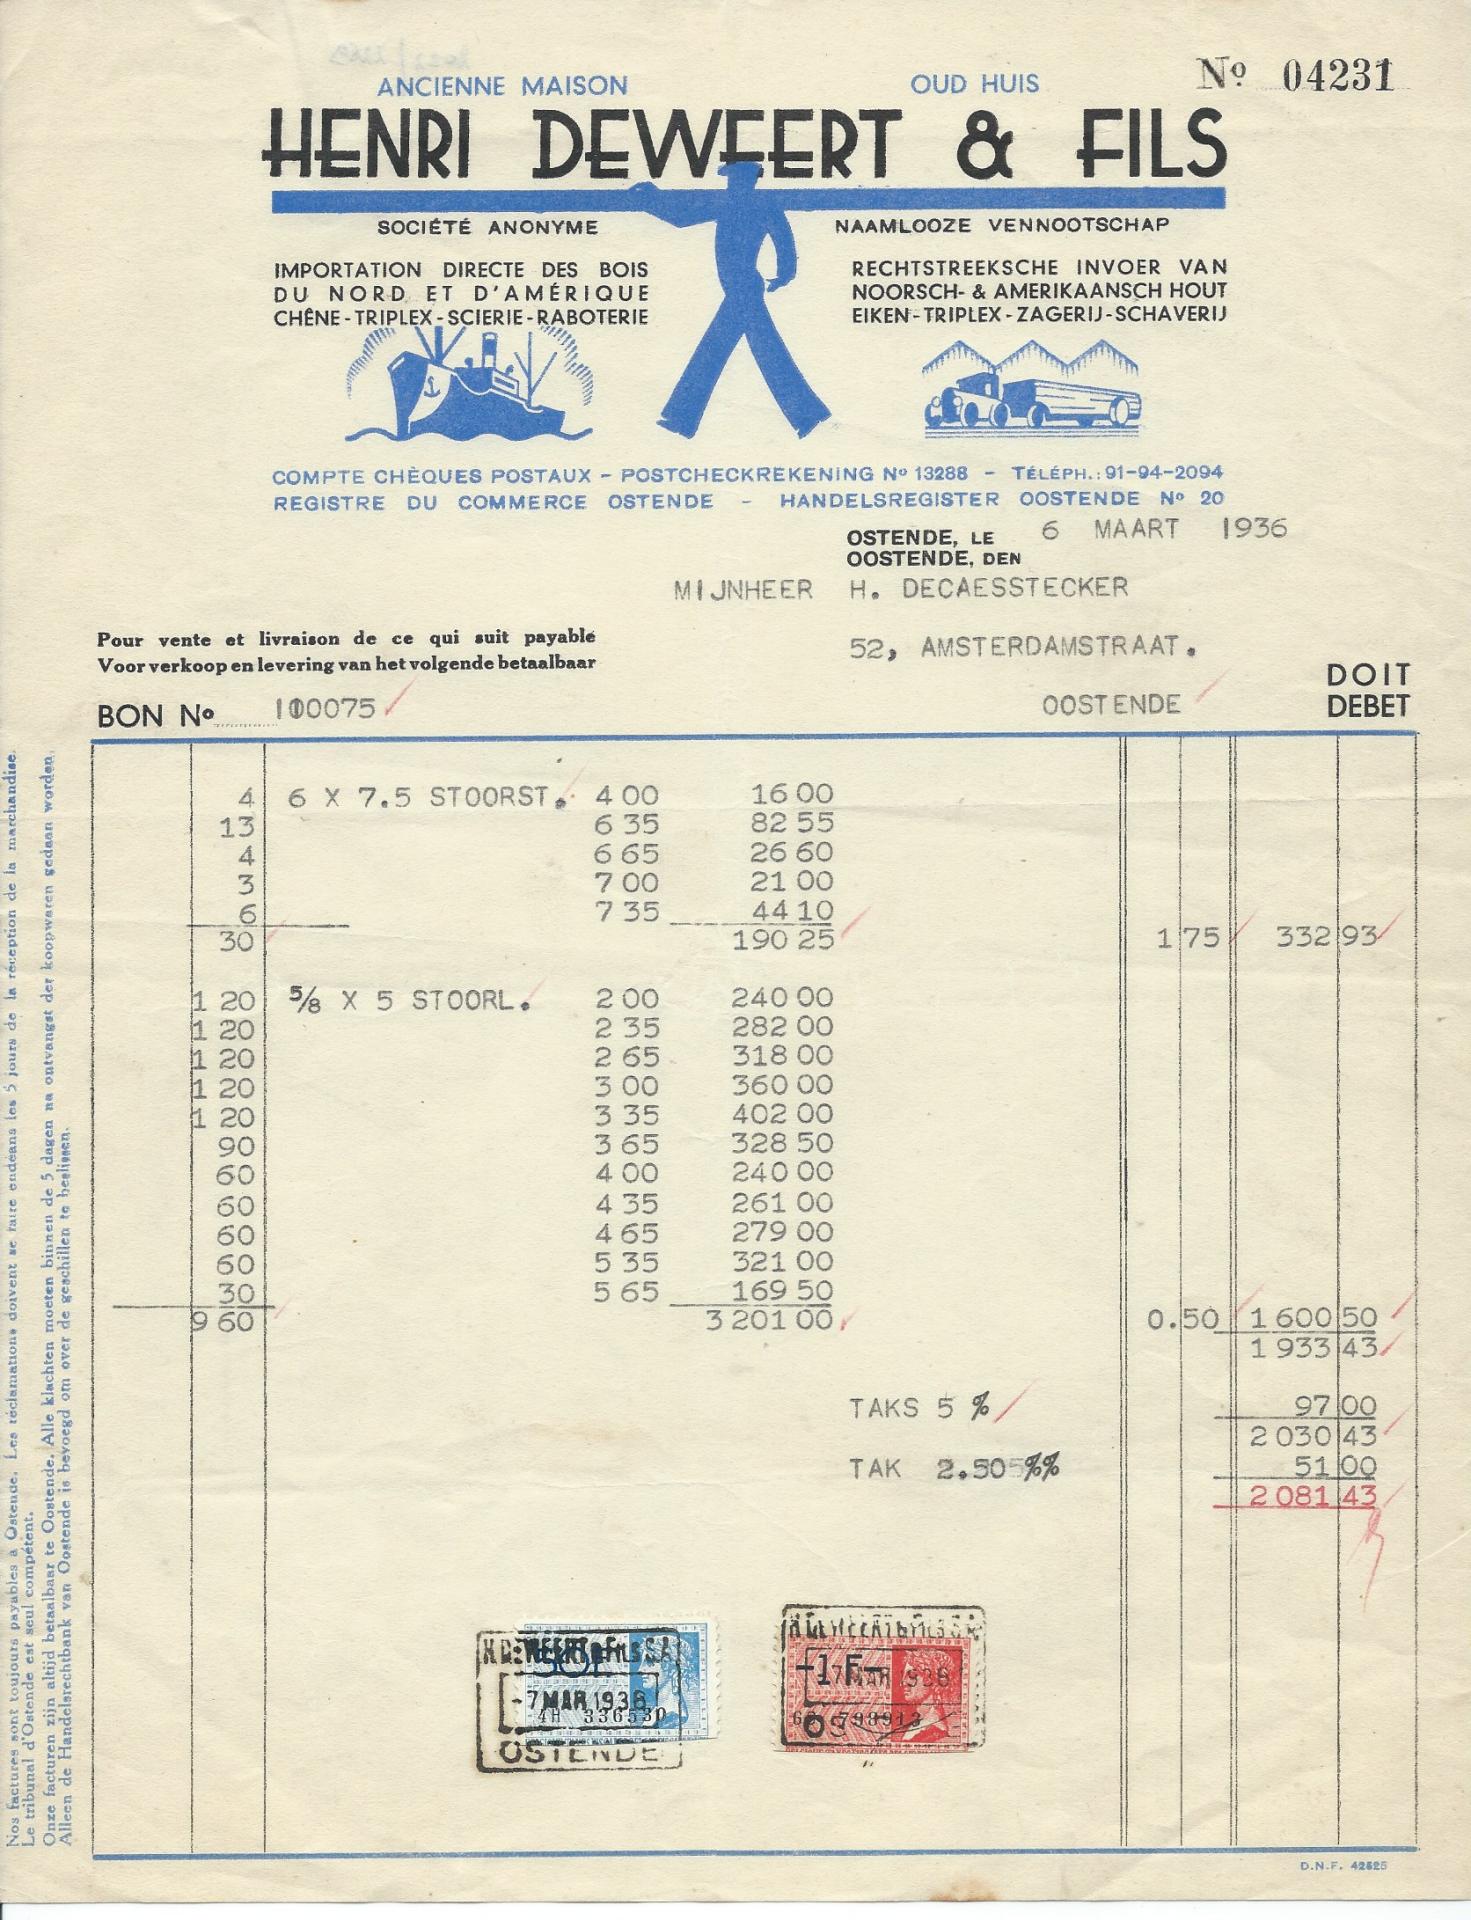 ANCIENNE MAISON OUD HUIS Nº 04231
HENRI DEWEERT & FILS
SOCIÉTÉ ANONYME NAAMLOOZE VENNOOTSCHAP
IMPORTATION DIRECTE DES BOIS RECHTSTREEKSCHE INVOER VAN
DU NORD ET D'AMÉRIQUE NOORSCH- & AMERIKAANSCH HOUT
CHÊNE-TRIPLEX-SCIERIE-RABOTERIE EIKEN-TRIPLEX-ZAGERIJ-SCHAVERIJ
COMPTE CHÈQUES POSTAUX - POSTCHECKREKENING Nº 13288 - TÉLÉPH.: 91-94-2094
REGISTRE DU COMMERCE OSTENDE - HANDELSREGISTER OOSTENDE Nº 20
OSTENDE, LE 6 MAART 1936
OOSTENDE, DEN
MIJNHEER H. DECAESSTECKER
Pour vente et livraison de ce qui suit payable
52, AMSTERDAMSTRAAT.
Voor verkoop en levering van het volgende betaalbaar
DOIT
BON Nº 100075 OOSTENDE DEBET
4 6 X 7.5 STOORST. 4 00 16 00
13 6 35 82 55
4 6 65 26 60
3 7 00 21 00
6 7 35 44 10
30 190 25 1 75 332 93
1 20 5/8 X 5 STOORL. 2 00 240 00
1 20 2 35 282 00
1 20 2 65 318 00
1 20 3 00 360 00
1 20 3 35 402 00
90 3 65 328 50
60 4 00 240 00
60 4 35 261 00
60 4 65 279 00
60 5 35 321 00
30 5 65 169 50
9 60 3 201 00 0.50 1 600 50
1 933 43
TAKS 5 % 97 00
2 030 43
TAK 2.50 %% 51 00
2 081 43
H. DEWEERT & FILS S.A.
-7 MAR 1936
4H 336530
OSTENDE
H. DEWEERT & FILS S.A.
-1 F-
7 MAR 1936
798913
Nos factures sont toujours payables à Ostende. Les réclamations doivent se faire endéans les 5 jours de la réception de la marchandise.
Le tribunal d'Ostende est seul compétent.
Onze facturen zijn altijd betaalbaar te Oostende. Alle klachten moeten binnen de 5 dagen na ontvangst der koopwaren gedaan worden.
Alleen de Handelsrechtbank van Oostende is bevoegd om over de geschillen te beslissen.
D.N.F. 42525